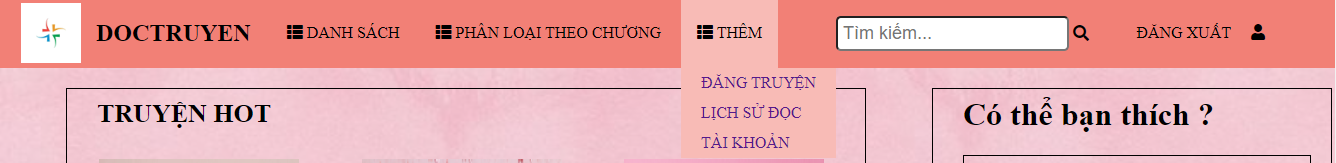 DOCTRUYEN DANH SÁCH PHÂN LOẠI THEO CHƯƠNG THÊM Tìm kiếm... ĐĂNG XUẤT
ĐĂNG TRUYỆN
LỊCH SỬ ĐỌC
TÀI KHOẢN
TRUYỆN HOT
Có thể bạn thích ?